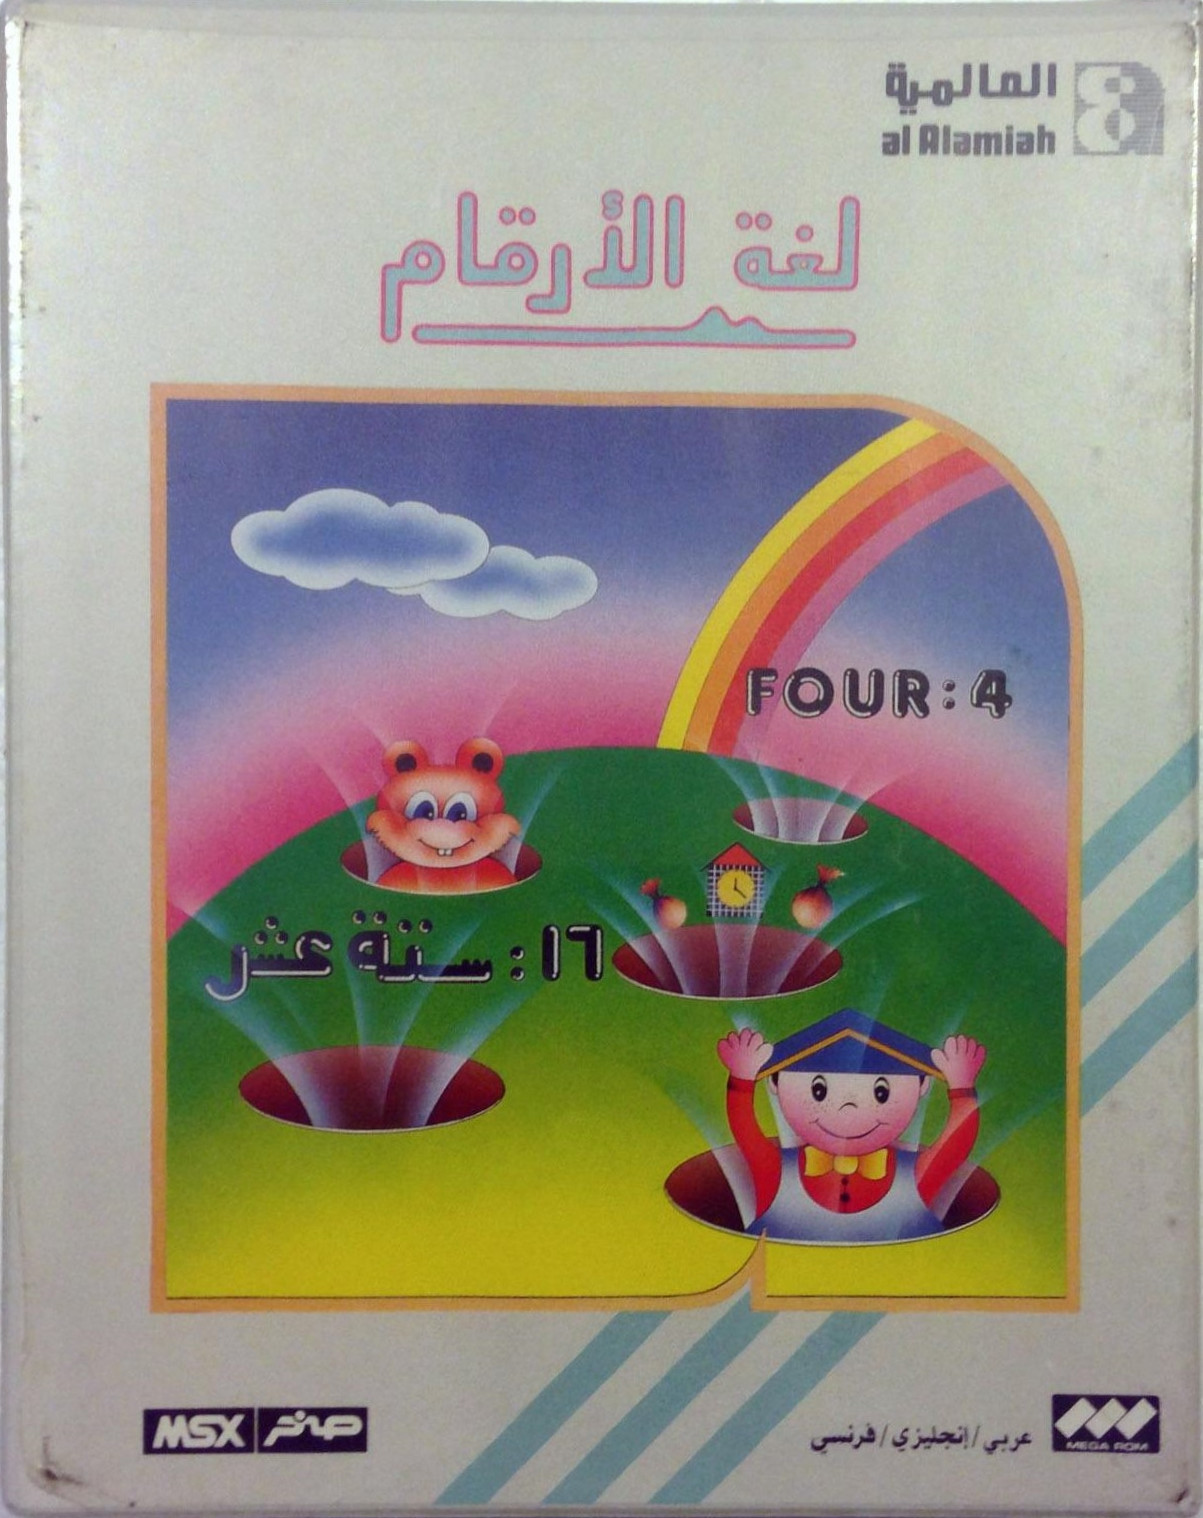 العالمية
al Alamiah
لغة الأرقام
FOUR:4
١٦: ستة عشر
MSX صخر
عربي/إنجليزي/فرنسي
MEGA ROM